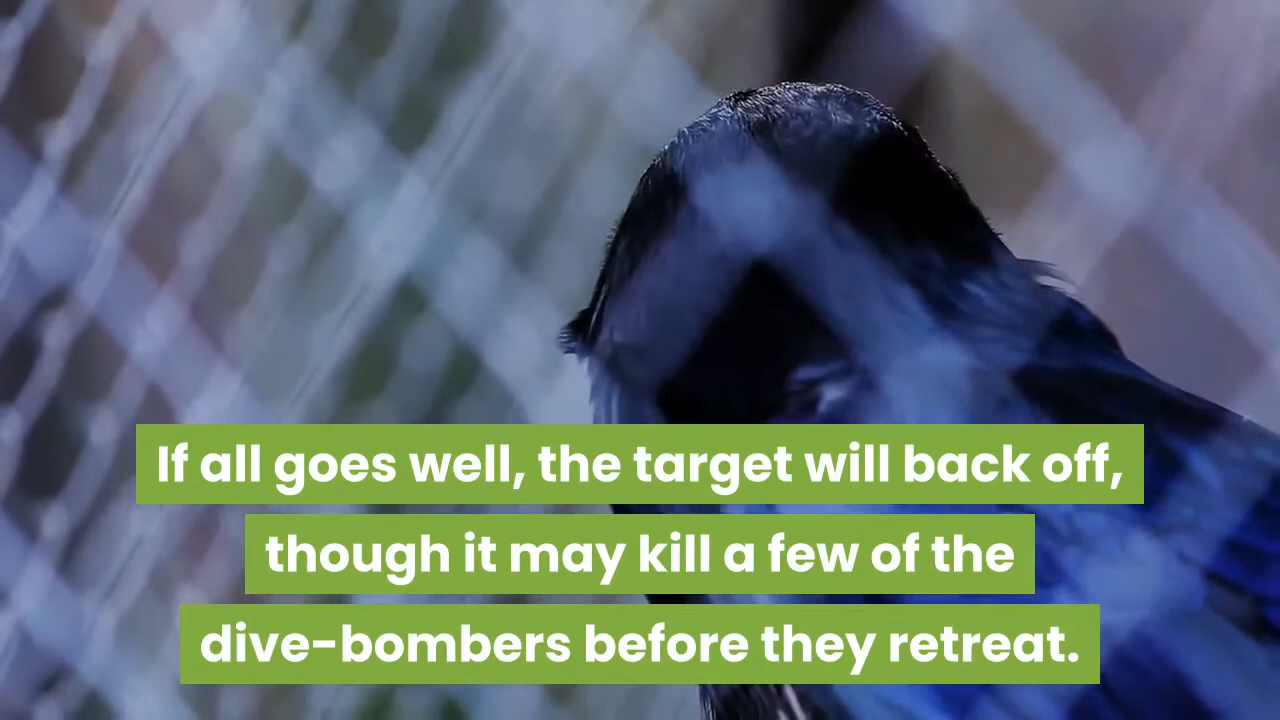 If all goes well, the target will back off,
though it may kill a few of the
dive-bombers before they retreat.